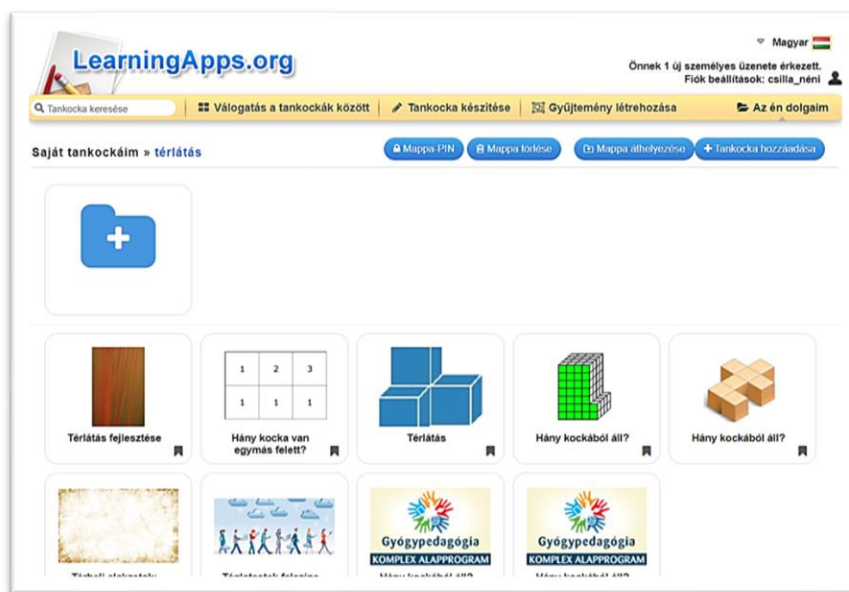 LearningApps.org
Magyar
Önnek 1 új személyes üzenete érkezett.
Fiók beállítások: csilla_néni
Tankocka keresése
Válogatás a tankockák között
Tankocka készítése
Gyűjtemény létrehozása
Az én dolgaim
Saját tankockáim » térlátás
Mappa-PIN
Mappa törlése
Mappa áthelyezése
Tankocka hozzáadása
Térlátás fejlesztése
1 2 3
1 1 1
Hány kocka van
egymás felett?
Térlátás
Hány kockából áll?
Hány kockából áll?
Gyógypedagógia
KOMPLEX ALAPPROGRAM
Gyógypedagógia
KOMPLEX ALAPPROGRAM